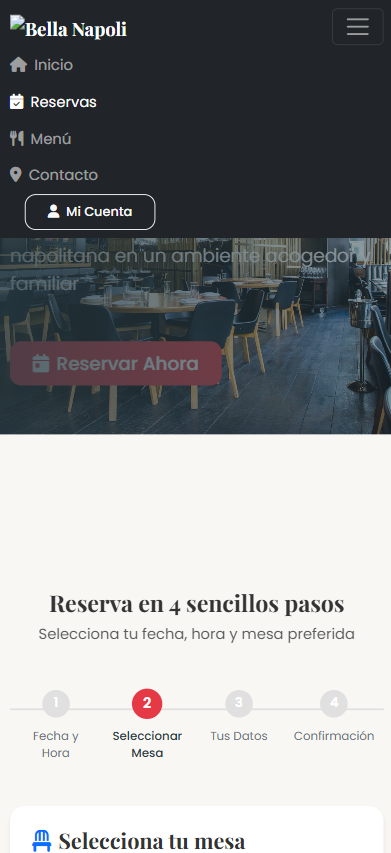 Bella Napoli
Inicio
Reservas
Menú
Contacto
Mi Cuenta
napolitana en un ambiente acogedor y
familiar
Reservar Ahora
Reserva en 4 sencillos pasos
Selecciona tu fecha, hora y mesa preferida
1 2 3 4
Fecha y Hora
Seleccionar Mesa
Tus Datos
Confirmación
Selecciona tu mesa